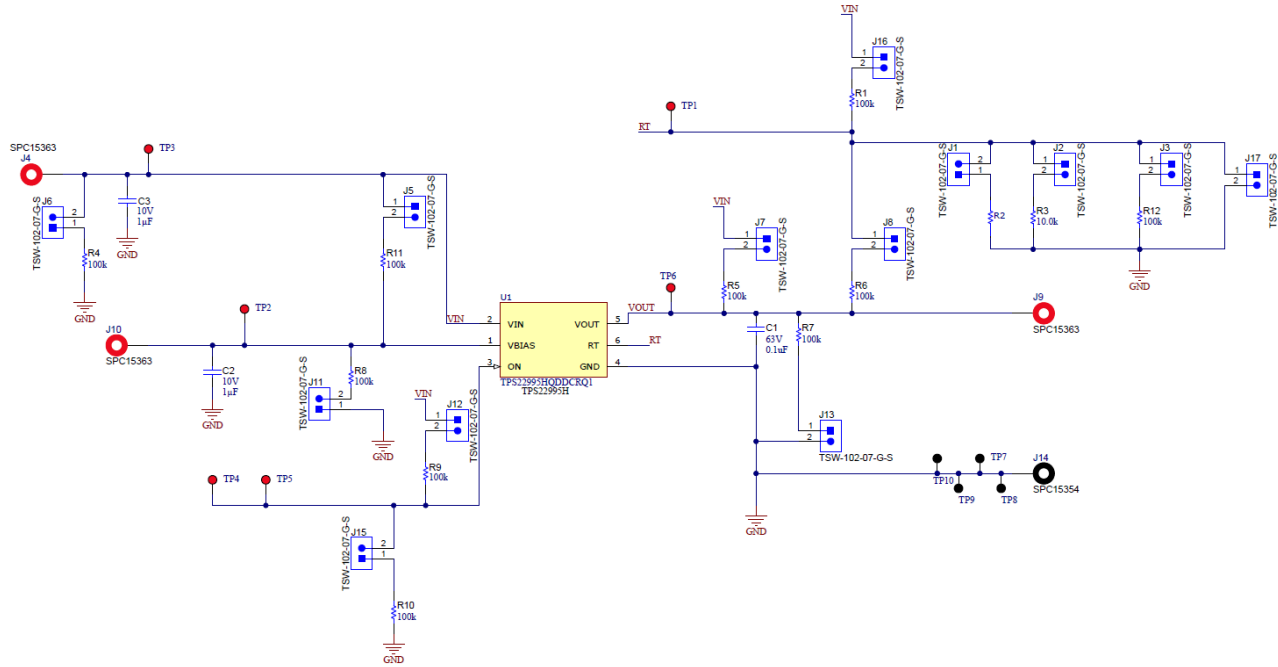 VIN
J16
1
2
TSW-102-07-G-S
R1
100k
TP1
RT
SPC15363
J4
TP3
J6
2
1
TSW-102-07-G-S
C3
10V
1µF
GND
R4
100k
GND
J5
1
2
TSW-102-07-G-S
R11
100k
J1
2
1
TSW-102-07-G-S
R2
J2
1
2
TSW-102-07-G-S
R3
10.0k
J3
1
2
TSW-102-07-G-S
R12
100k
J17
1
2
TSW-102-07-G-S
GND
VIN
J7
1
2
TSW-102-07-G-S
R5
100k
J8
1
2
TSW-102-07-G-S
R6
100k
TP6
VOUT
J9
SPC15363
TP2
J10
SPC15363
C2
10V
1µF
GND
R8
100k
J11
2
1
TSW-102-07-G-S
GND
U1
VIN
2
VIN
VOUT
5
1
VBIAS
RT
6
RT
3
ON
GND
4
TPS22995HQDDCRQ1
TPS22995H
C1
63V
0.1uF
R7
100k
J13
1
2
TSW-102-07-G-S
VIN
J12
1
2
TSW-102-07-G-S
R9
100k
TP4
TP5
J15
2
1
TSW-102-07-G-S
R10
100k
GND
GND
TP10
TP9
TP7
TP8
J14
SPC15354